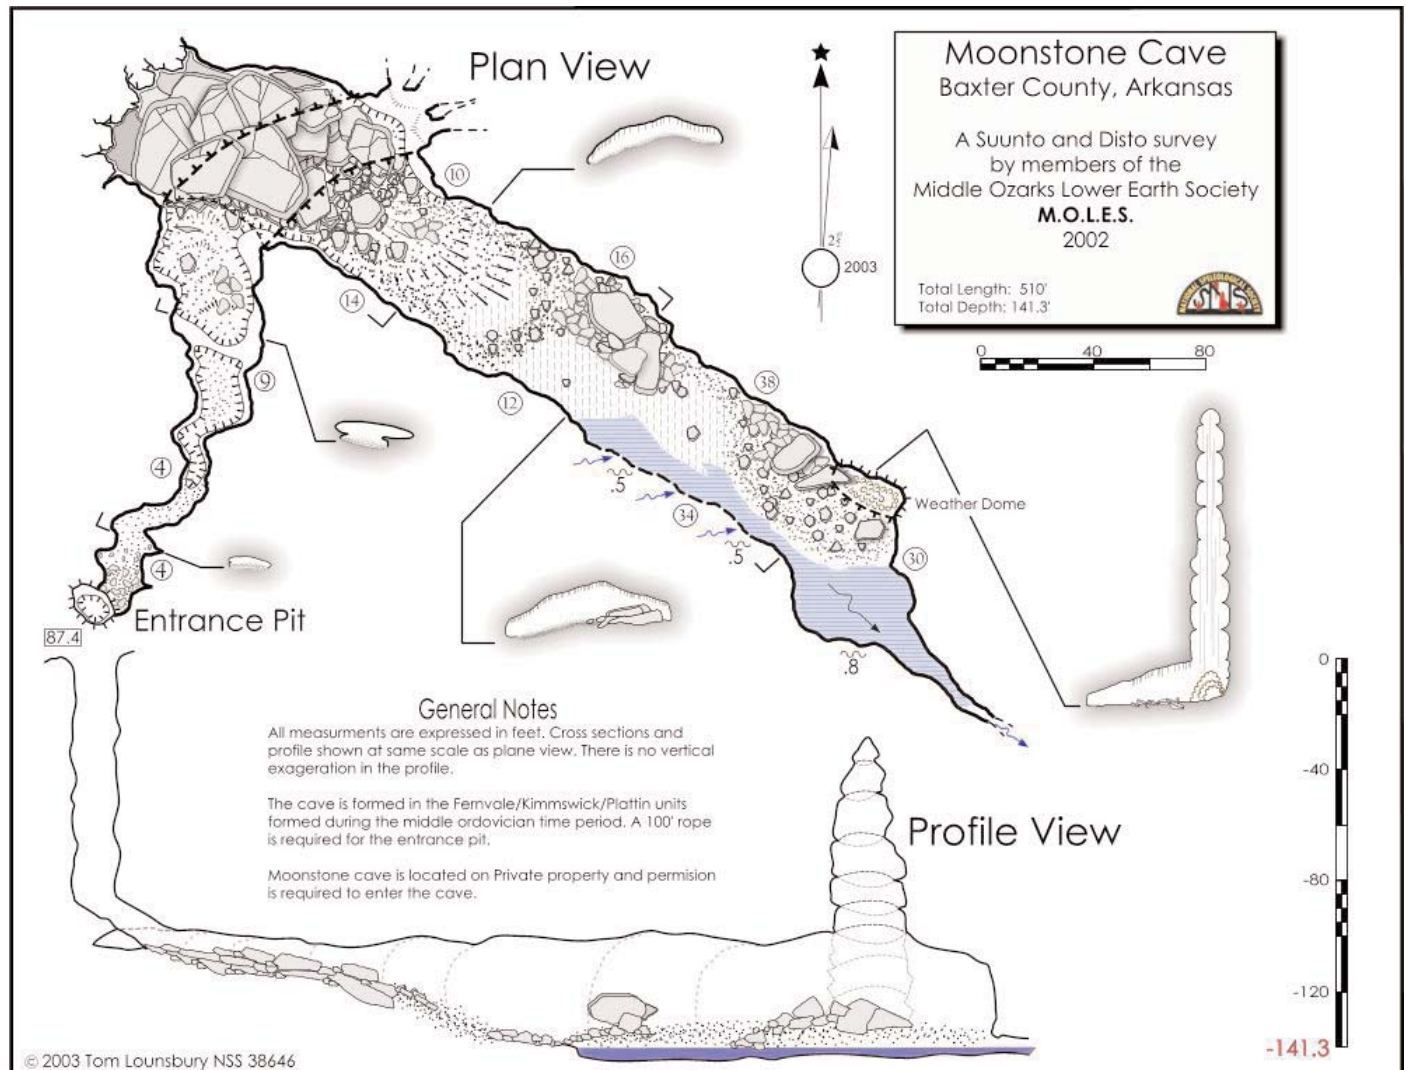 Plan View
Moonstone Cave
Baxter County, Arkansas
A Suunto and Disto survey
by members of the
Middle Ozarks Lower Earth Society
M.O.L.E.S.
2002
Total Length: 510'
Total Depth: 141.3'
NATIONAL SPELEOLOGICAL SOCIETY
NSS
2003
0 40 80
10
16
14
38
12
9
4
.5
34
.5
Weather Dome
30
4
Entrance Pit
87.4
.8
General Notes
All measurments are expressed in feet. Cross sections and
profile shown at same scale as plane view. There is no vertical
exageration in the profile.
The cave is formed in the Fernvale/Kimmswick/Plattin units
formed during the middle ordovician time period. A 100' rope
is required for the entrance pit.
Moonstone cave is located on Private property and permision
is required to enter the cave.
Profile View
0
-40
-80
-120
-141.3
© 2003 Tom Lounsbury NSS 38646